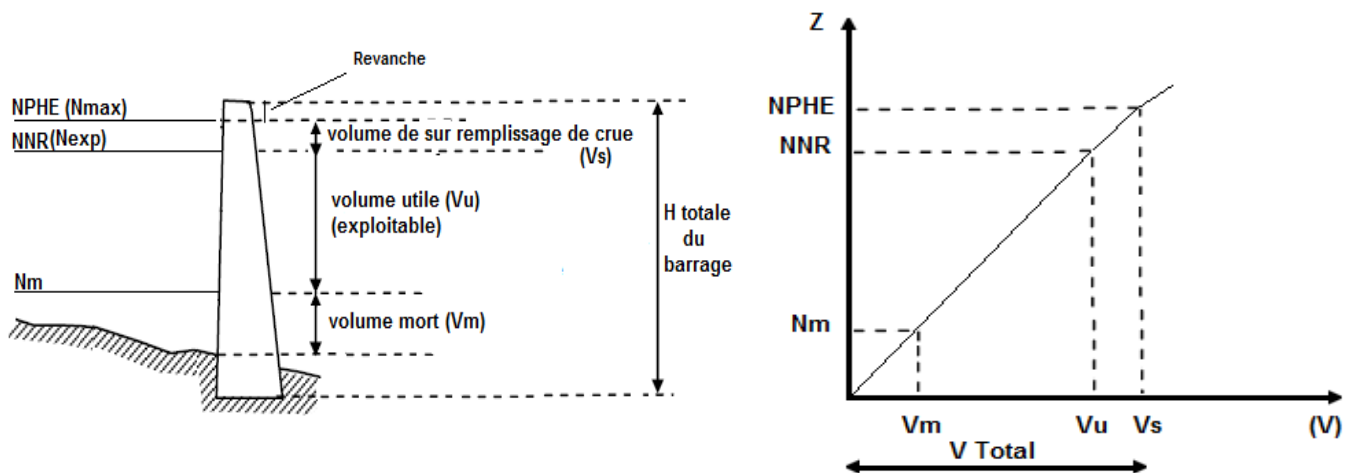 Revanche
NPHE (Nmax)
NNR(Nexp)
volume de sur remplissage de crue
(Vs)
volume utile (Vu)
(exploitable)
H totale
du
barrage
Nm
volume mort (Vm)
Z
NPHE
NNR
Nm
Vm
Vu
Vs
(V)
V Total